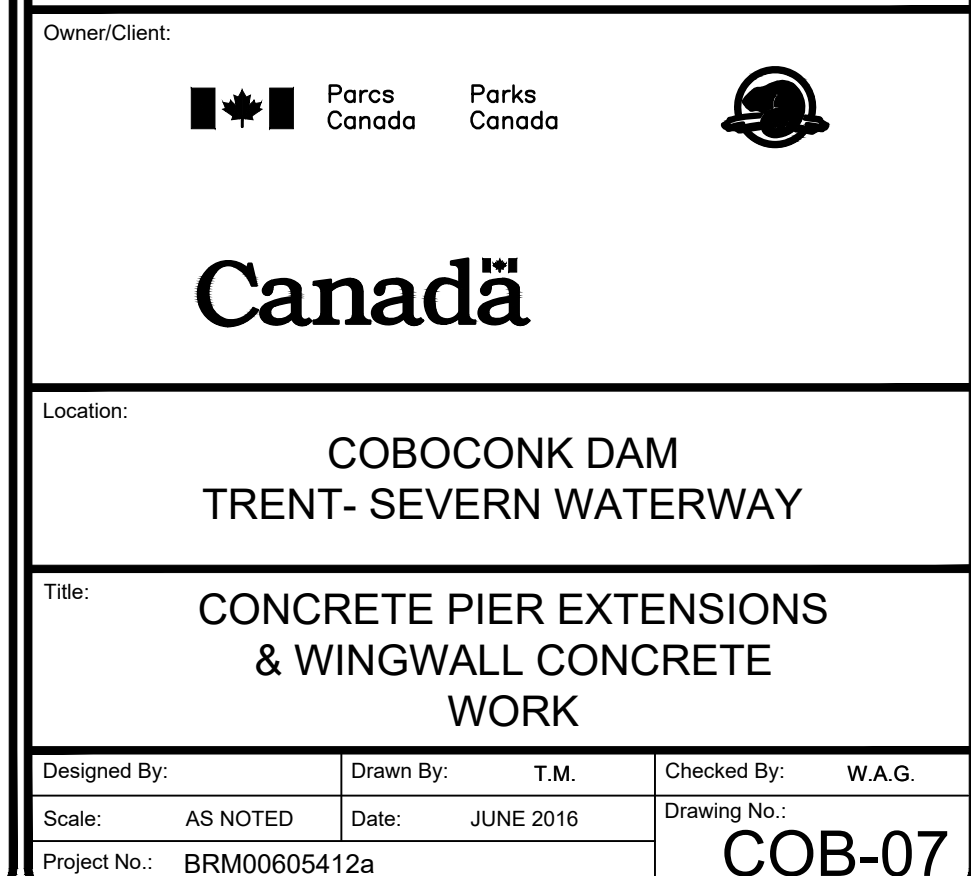 Owner/Client:
Parcs Parks
Canada Canada
Canada
Location:
COBOCONK DAM
TRENT- SEVERN WATERWAY
Title:
CONCRETE PIER EXTENSIONS
& WINGWALL CONCRETE
WORK
Designed By: Drawn By: T.M. Checked By: W.A.G.
Scale: AS NOTED Date: JUNE 2016 Drawing No.:
COB-07
Project No.: BRM00605412a